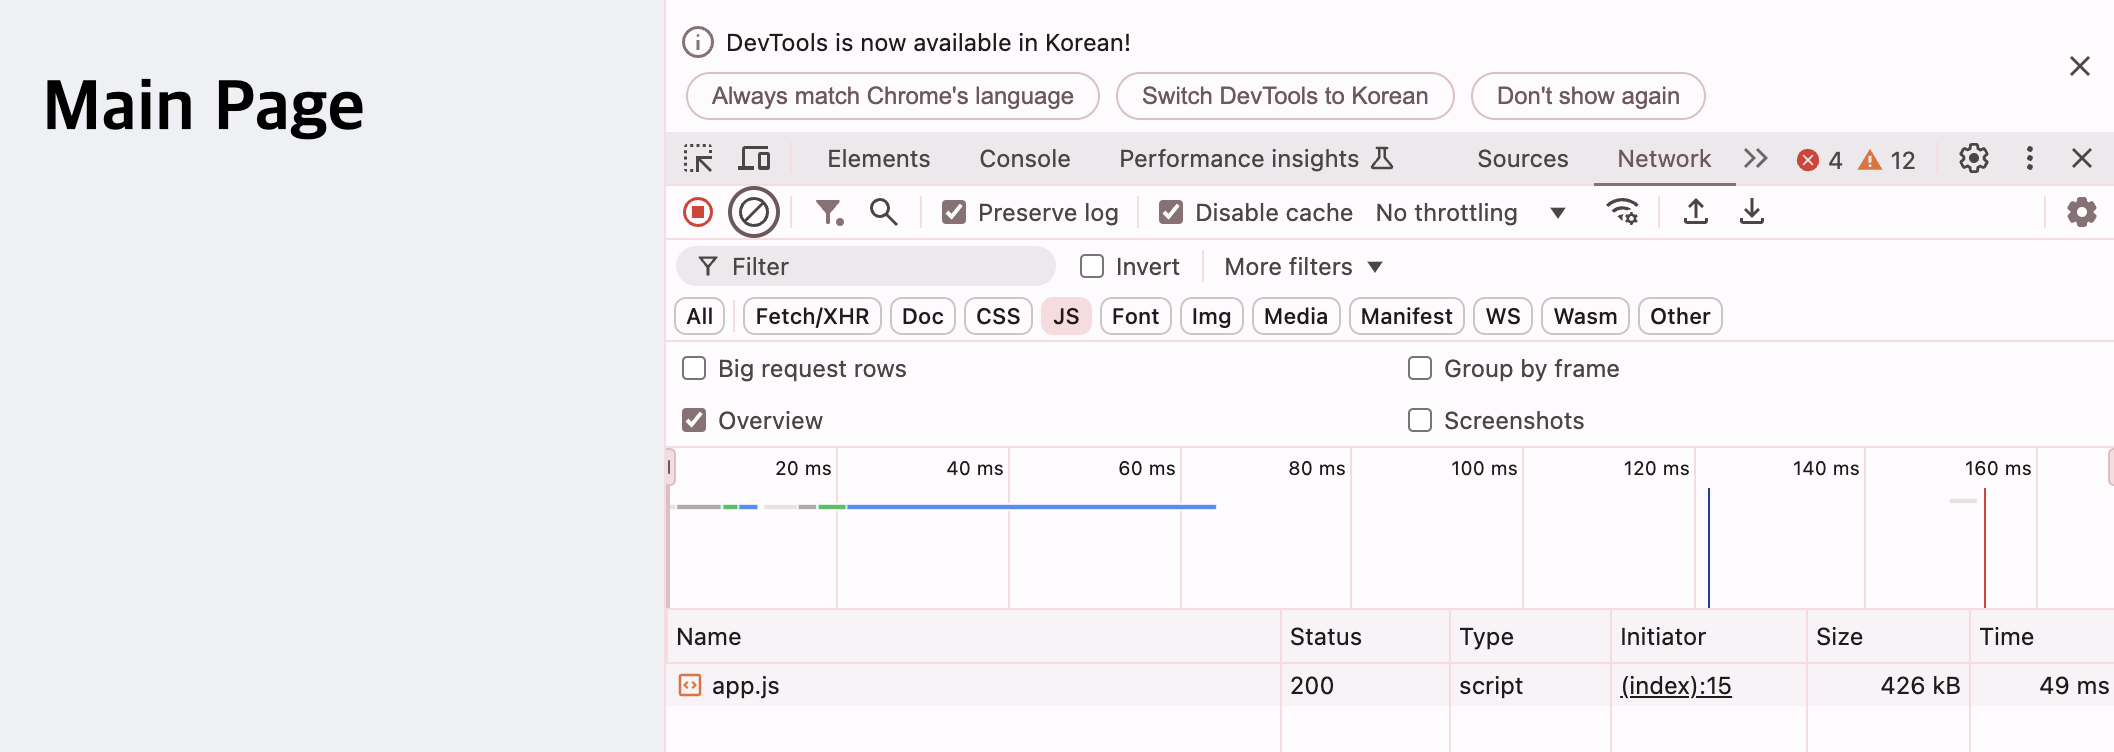 Main Page
DevTools is now available in Korean!
Always match Chrome's language Switch DevTools to Korean Don't show again
Elements Console Performance insights Sources Network 4 12
Preserve log Disable cache No throttling
Filter Invert More filters
All Fetch/XHR Doc CSS JS Font Img Media Manifest WS Wasm Other
Big request rows Group by frame
Overview Screenshots
20 ms 40 ms 60 ms 80 ms 100 ms 120 ms 140 ms 160 ms
Name Status Type Initiator Size Time
app.js 200 script (index):15 426 kB 49 ms